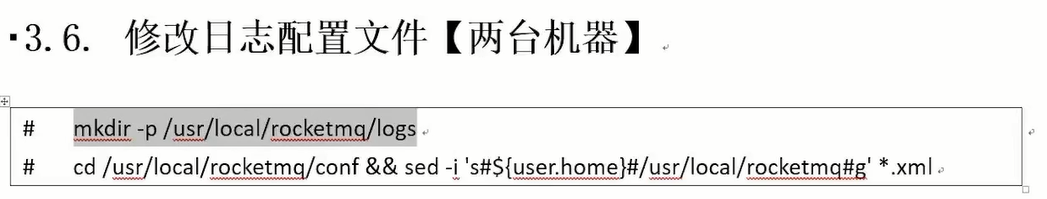 3.6. 修改日志配置文件【两台机器】
# mkdir -p /usr/local/rocketmq/logs
# cd /usr/local/rocketmq/conf && sed -i 's#${user.home}#/usr/local/rocketmq#g' *.xml